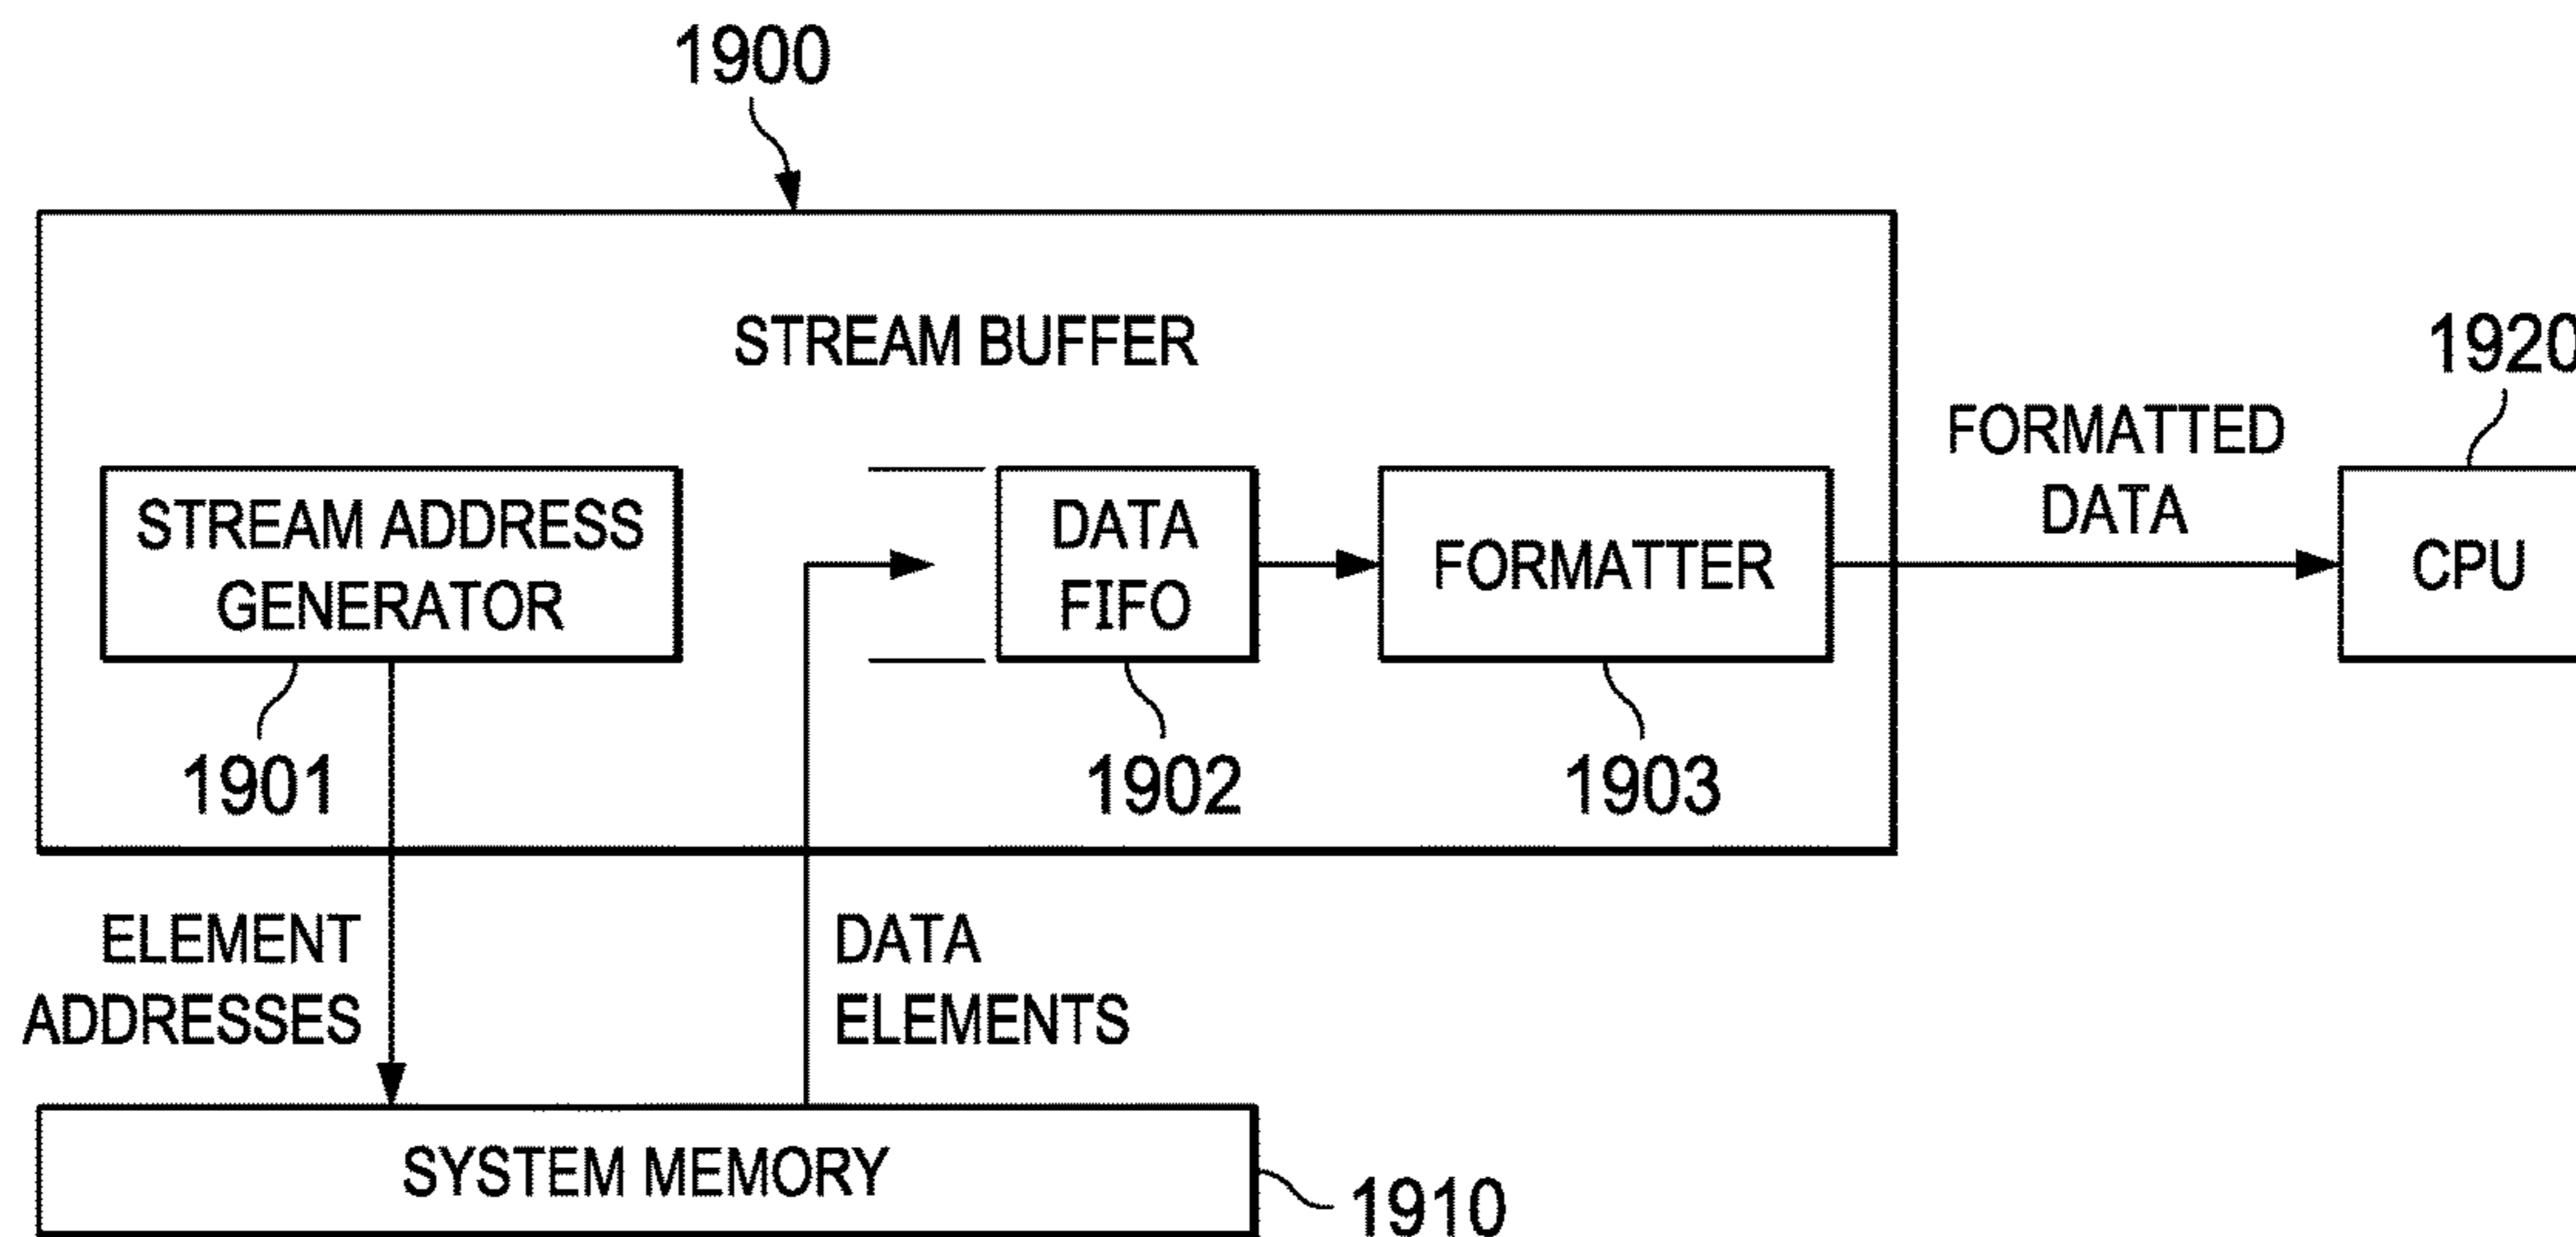 1900
STREAM BUFFER
1920
FORMATTED
DATA
STREAM ADDRESS
GENERATOR
DATA
FIFO
FORMATTER
CPU
1901
1902
1903
ELEMENT
ADDRESSES
DATA
ELEMENTS
SYSTEM MEMORY
1910